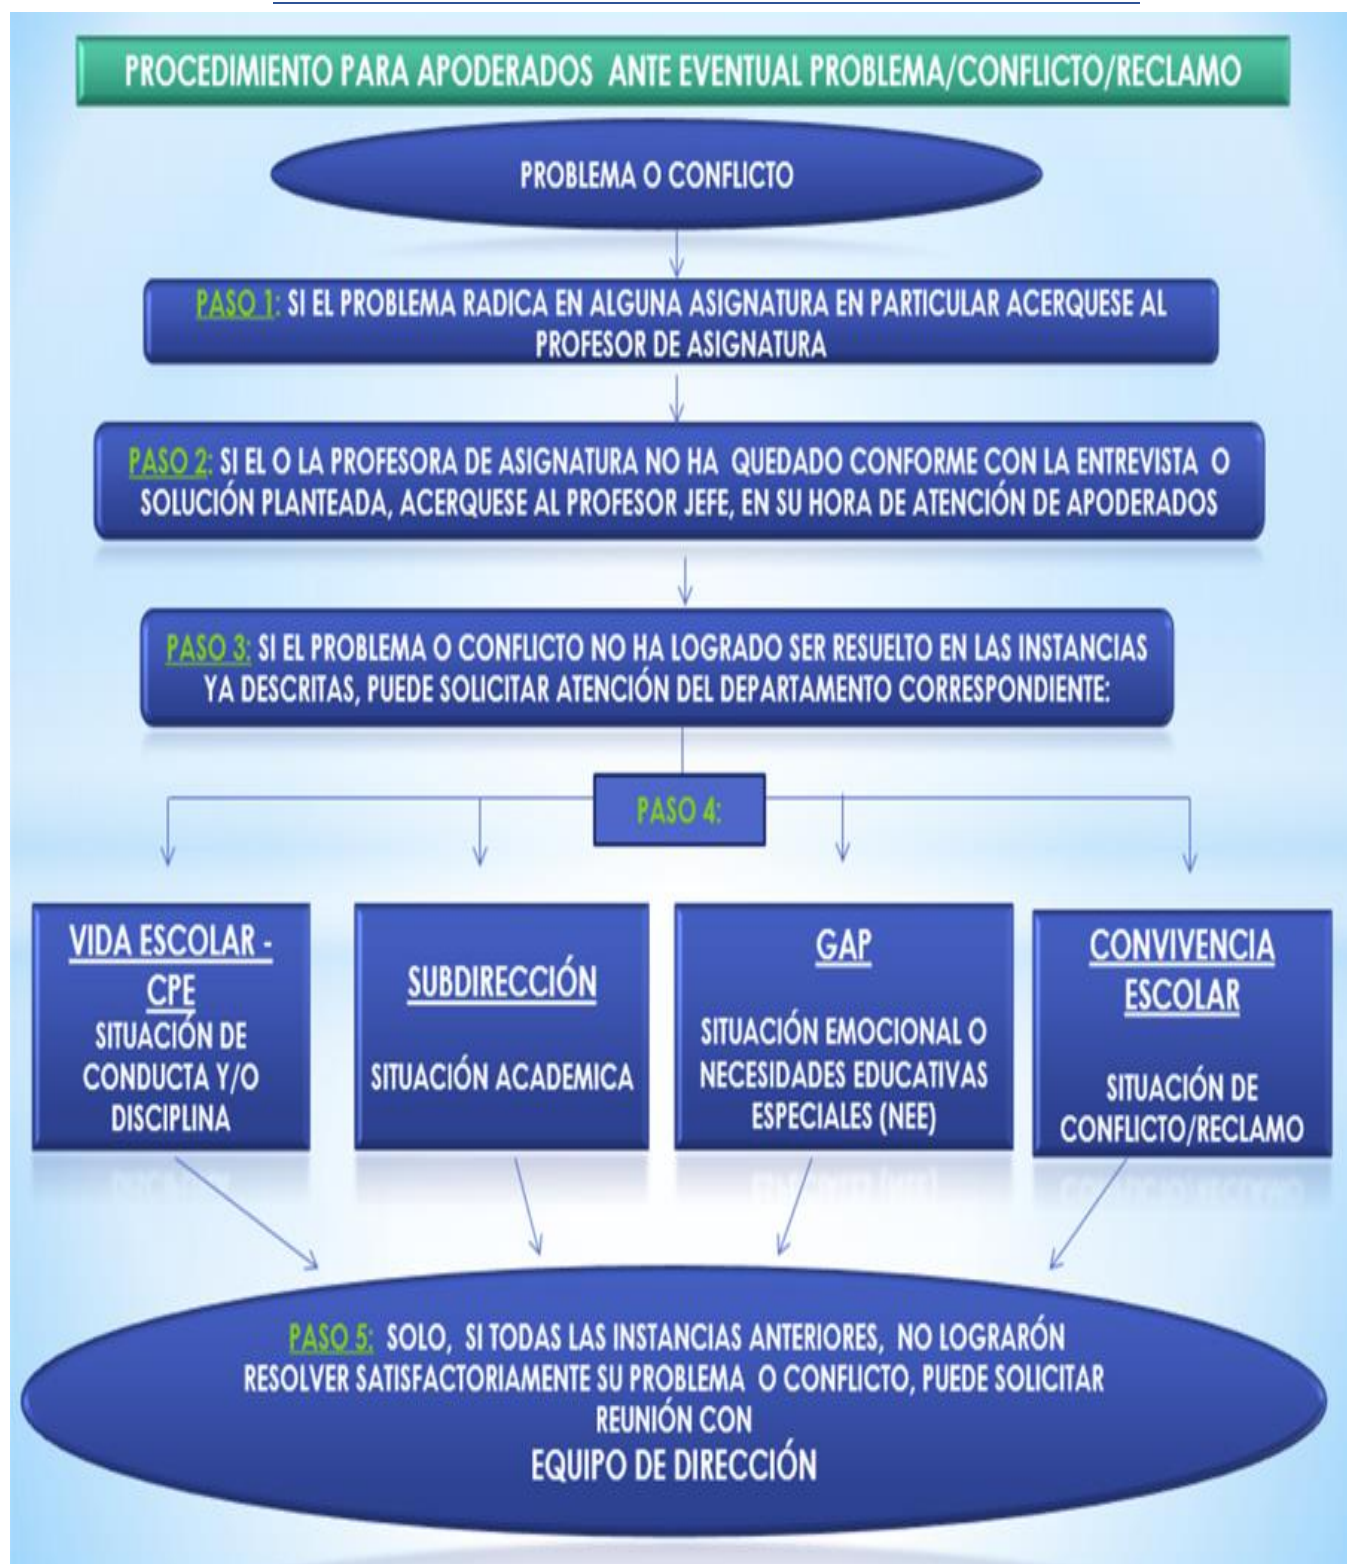 PROCEDIMIENTO PARA APODERADOS ANTE EVENTUAL PROBLEMA/CONFLICTO/RECLAMO
PROBLEMA O CONFLICTO
PASO 1: SI EL PROBLEMA RADICA EN ALGUNA ASIGNATURA EN PARTICULAR ACERQUESE AL
PROFESOR DE ASIGNATURA
PASO 2: SI EL O LA PROFESORA DE ASIGNATURA NO HA QUEDADO CONFORME CON LA ENTREVISTA O
SOLUCIÓN PLANTEADA, ACERQUESE AL PROFESOR JEFE, EN SU HORA DE ATENCIÓN DE APODERADOS
PASO 3: SI EL PROBLEMA O CONFLICTO NO HA LOGRADO SER RESUELTO EN LAS INSTANCIAS
YA DESCRITAS, PUEDE SOLICITAR ATENCIÓN DEL DEPARTAMENTO CORRESPONDIENTE:
PASO 4:
VIDA ESCOLAR -
CPE
SITUACIÓN DE
CONDUCTA Y/O
DISCIPLINA
SUBDIRECCIÓN
SITUACIÓN ACADEMICA
GAP
SITUACIÓN EMOCIONAL O
NECESIDADES EDUCATIVAS
ESPECIALES (NEE)
CONVIVENCIA
ESCOLAR
SITUACIÓN DE
CONFLICTO/RECLAMO
PASO 5: SOLO, SI TODAS LAS INSTANCIAS ANTERIORES, NO LOGRARÓN
RESOLVER SATISFACTORIAMENTE SU PROBLEMA O CONFLICTO, PUEDE SOLICITAR
REUNIÓN CON
EQUIPO DE DIRECCIÓN